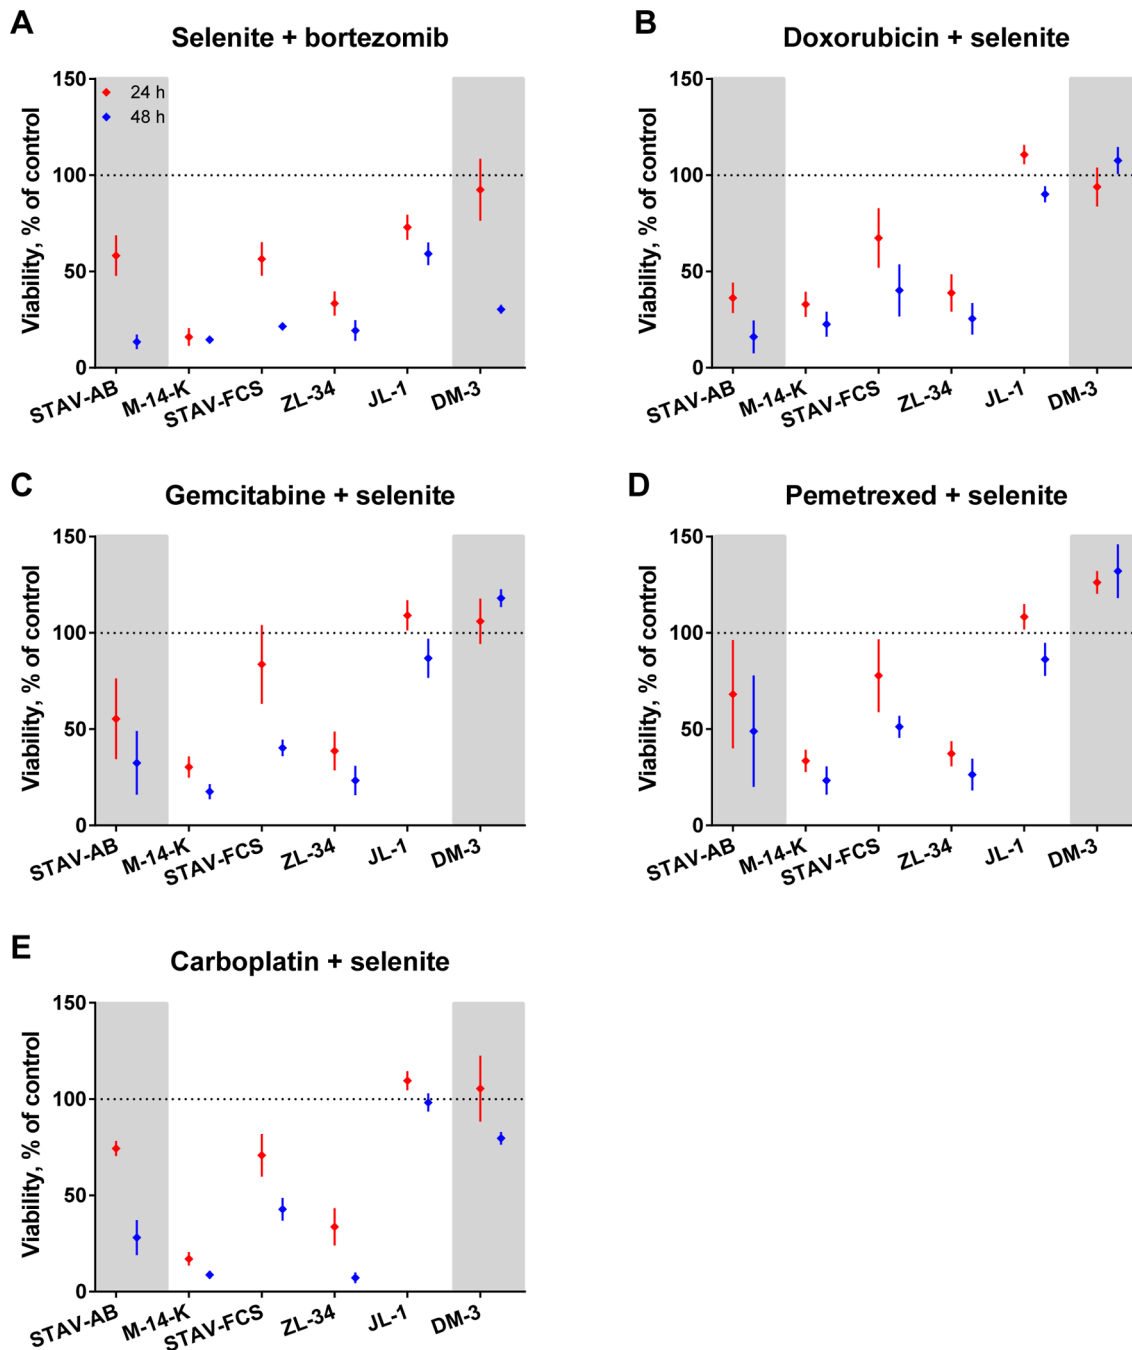 A
Selenite + bortezomib
Viability, % of control
150
100
50
0
24 h
48 h
STAV-AB
M-14-K
STAV-FCS
ZL-34
JL-1
DM-3
B
Doxorubicin + selenite
Viability, % of control
150
100
50
0
STAV-AB
M-14-K
STAV-FCS
ZL-34
JL-1
DM-3
C
Gemcitabine + selenite
Viability, % of control
150
100
50
0
STAV-AB
M-14-K
STAV-FCS
ZL-34
JL-1
DM-3
D
Pemetrexed + selenite
Viability, % of control
150
100
50
0
STAV-AB
M-14-K
STAV-FCS
ZL-34
JL-1
DM-3
E
Carboplatin + selenite
Viability, % of control
150
100
50
0
STAV-AB
M-14-K
STAV-FCS
ZL-34
JL-1
DM-3